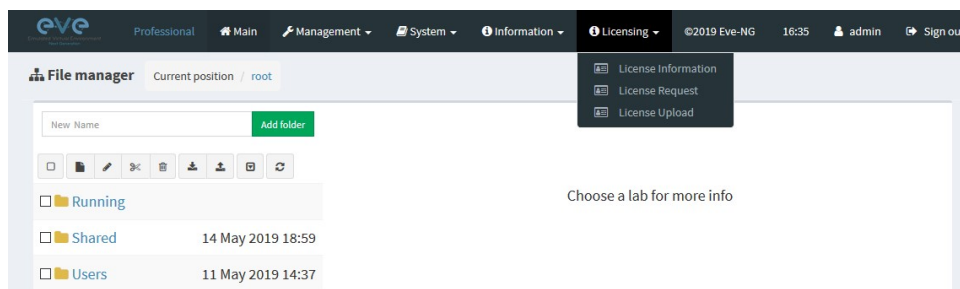 eve
Professional Main Management System Information Licensing ©2019 Eve-NG 16:35 admin Sign ou
File manager Current position / root
License Information
License Request
License Upload
New Name Add folder
Choose a lab for more info
Running
Shared 14 May 2019 18:59
Users 11 May 2019 14:37